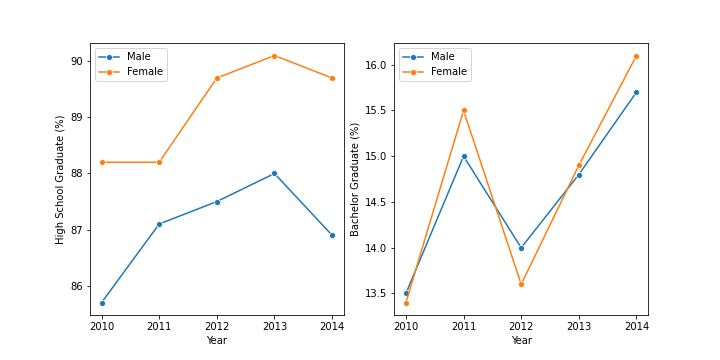 Male
Female
90
89
88
87
86
High School Graduate (%)
2010
2011
2012
2013
2014
Year
Male
Female
16.0
15.5
15.0
14.5
14.0
13.5
Bachelor Graduate (%)
2010
2011
2012
2013
2014
Year